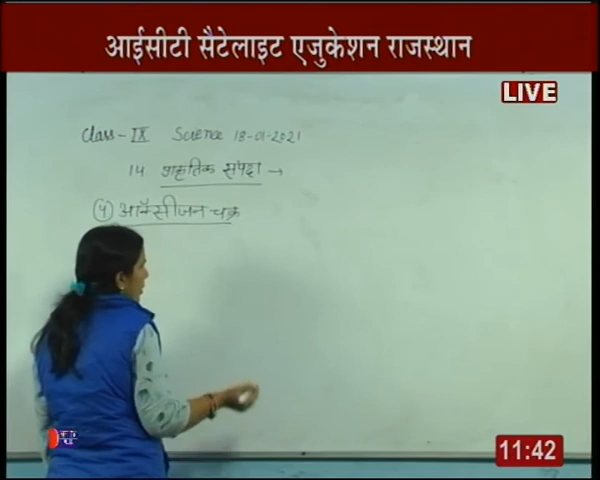 आईसीटी सैटेलाइट एजुकेशन राजस्थान
LIVE
Class - IX Science 18-01-2021
14 प्राकृतिक संपदा →
(4) ऑक्सीजन चक्र
11:42